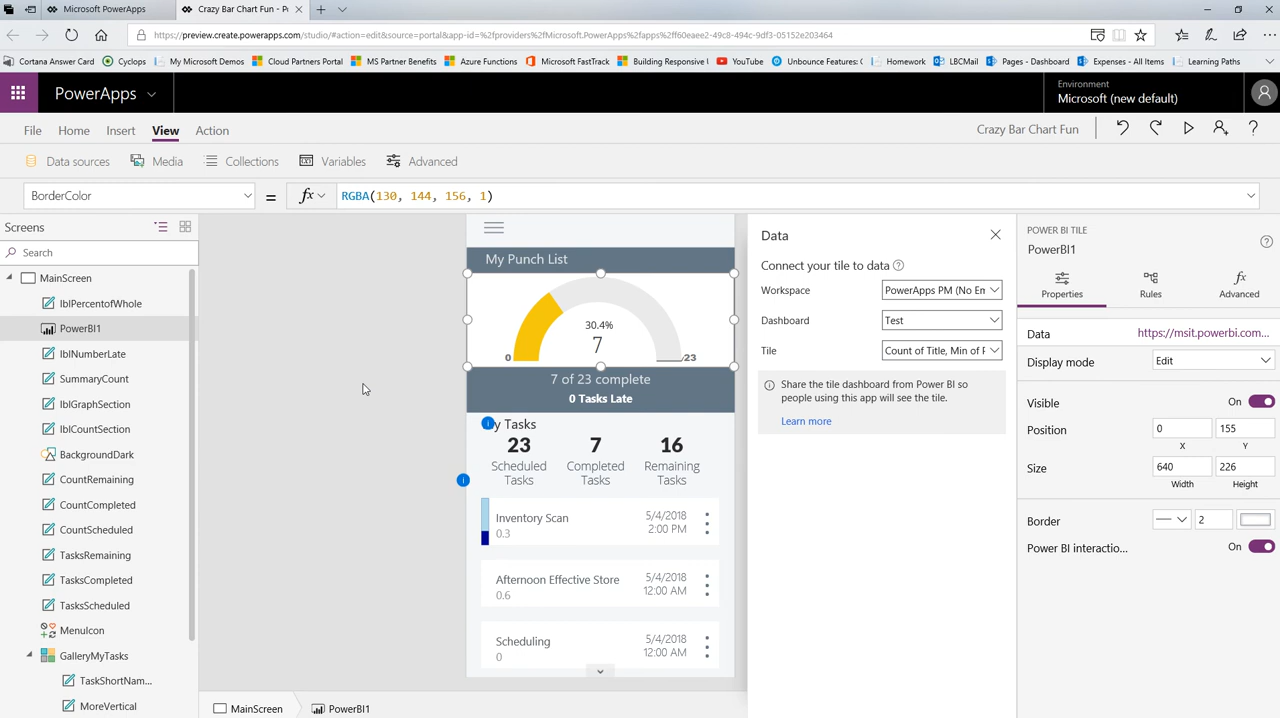 Microsoft PowerApps
Crazy Bar Chart Fun - Po
https://preview.create.powerapps.com/studio/#action=edit&source=portal&app-id=%2fproviders%2fMicrosoft.PowerApps%2fapps%2ff60eaee2-49c8-494c-9df3-05152e203464
Cortana Answer Card
Cyclops
My Microsoft Demos
Cloud Partners Portal
MS Partner Benefits
Azure Functions
Microsoft FastTrack
Building Responsive
YouTube
Unbounce Features:
Homework
LBCMail
Pages - Dashboard
Expenses - All Items
Learning Paths
PowerApps
Environment
Microsoft (new default)
File Home Insert View Action
Crazy Bar Chart Fun
Data sources Media Collections Variables Advanced
BorderColor = fx RGBA(130, 144, 156, 1)
Screens
Search
MainScreen
lblPercentofWhole
PowerBI1
lblNumberLate
SummaryCount
lblGraphSection
lblCountSection
BackgroundDark
CountRemaining
CountCompleted
CountScheduled
TasksRemaining
TasksCompleted
TasksScheduled
MenuIcon
GalleryMyTasks
TaskShortNam...
MoreVertical
My Punch List
30.4%
7
0
23
7 of 23 complete
0 Tasks Late
y Tasks
23 7 16
Scheduled Completed Remaining
Tasks Tasks Tasks
Inventory Scan
0.3
5/4/2018
2:00 PM
Afternoon Effective Store
0.6
5/4/2018
12:00 AM
Scheduling
0
5/4/2018
12:00 AM
MainScreen
PowerBI1
Data
Connect your tile to data
Workspace PowerApps PM (No En
Dashboard Test
Tile Count of Title, Min of F
Share the tile dashboard from Power BI so
people using this app will see the tile.
Learn more
POWER BI TILE
PowerBI1
Properties Rules Advanced
Data https://msit.powerbi.com...
Display mode Edit
Visible On
Position 0 155
X Y
Size 640 226
Width Height
Border 2
Power BI interactio... On